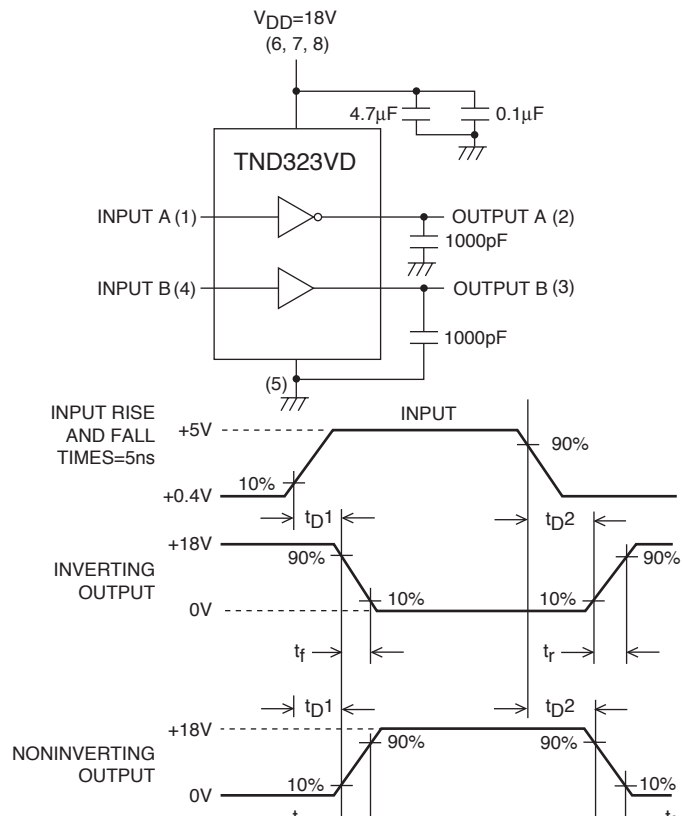 VDD=18V
(6, 7, 8)
4.7µF
0.1µF
TND323VD
INPUT A (1)
OUTPUT A (2)
1000pF
INPUT B (4)
OUTPUT B (3)
1000pF
(5)
INPUT RISE
AND FALL
TIMES=5ns
+5V
INPUT
90%
10%
+0.4V
tD1
tD2
+18V
90%
90%
INVERTING
OUTPUT
10%
10%
0V
tf
tr
tD1
tD2
+18V
90%
90%
NONINVERTING
OUTPUT
10%
10%
0V